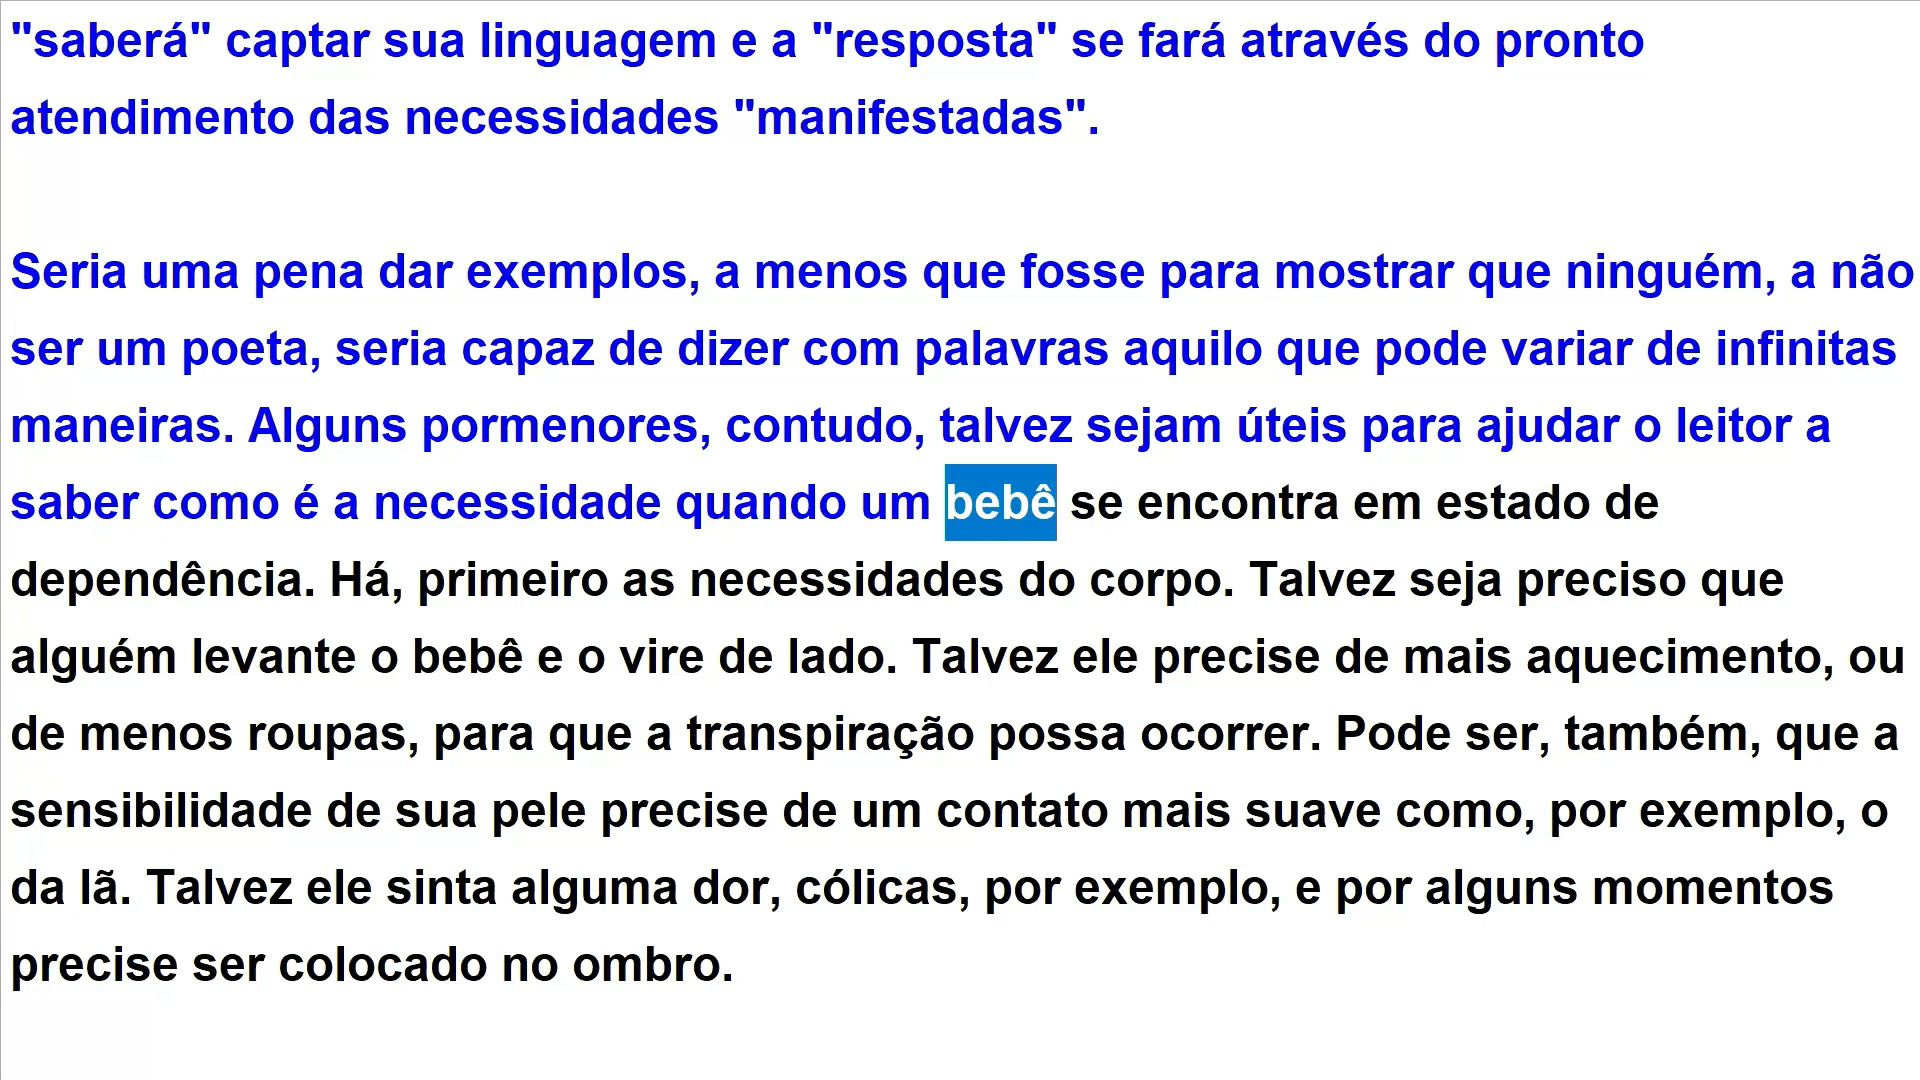 "saberá" captar sua linguagem e a "resposta" se fará através do pronto
atendimento das necessidades "manifestadas".
Seria uma pena dar exemplos, a menos que fosse para mostrar que ninguém, a não
ser um poeta, seria capaz de dizer com palavras aquilo que pode variar de infinitas
maneiras. Alguns pormenores, contudo, talvez sejam úteis para ajudar o leitor a
saber como é a necessidade quando um bebê se encontra em estado de
dependência. Há, primeiro as necessidades do corpo. Talvez seja preciso que
alguém levante o bebê e o vire de lado. Talvez ele precise de mais aquecimento, ou
de menos roupas, para que a transpiração possa ocorrer. Pode ser, também, que a
sensibilidade de sua pele precise de um contato mais suave como, por exemplo, o
da lã. Talvez ele sinta alguma dor, cólicas, por exemplo, e por alguns momentos
precise ser colocado no ombro.